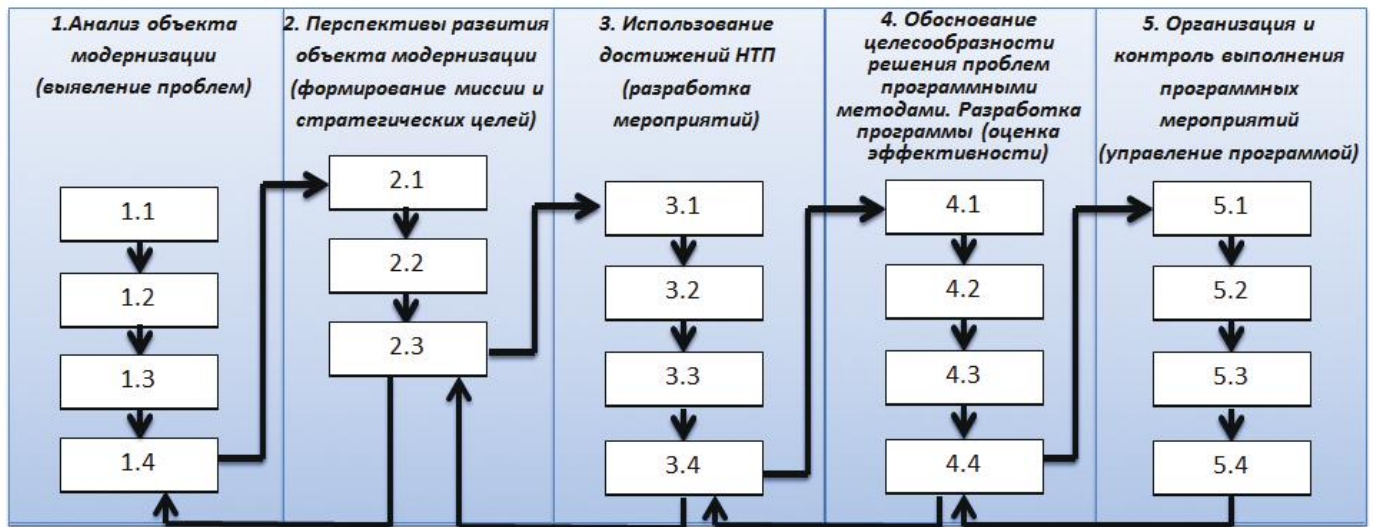 1.Анализ объекта
модернизации
(выявление проблем)
1.1
1.2
1.3
1.4
2. Перспективы развития
объекта модернизации
(формирование миссии и
стратегических целей)
2.1
2.2
2.3
3. Использование
достижений НТП
(разработка
мероприятий)
3.1
3.2
3.3
3.4
4. Обоснование
целесообразности
решения проблем
программными
методами. Разработка
программы (оценка
эффективности)
4.1
4.2
4.3
4.4
5. Организация и
контроль выполнения
программных
мероприятий
(управление программой)
5.1
5.2
5.3
5.4